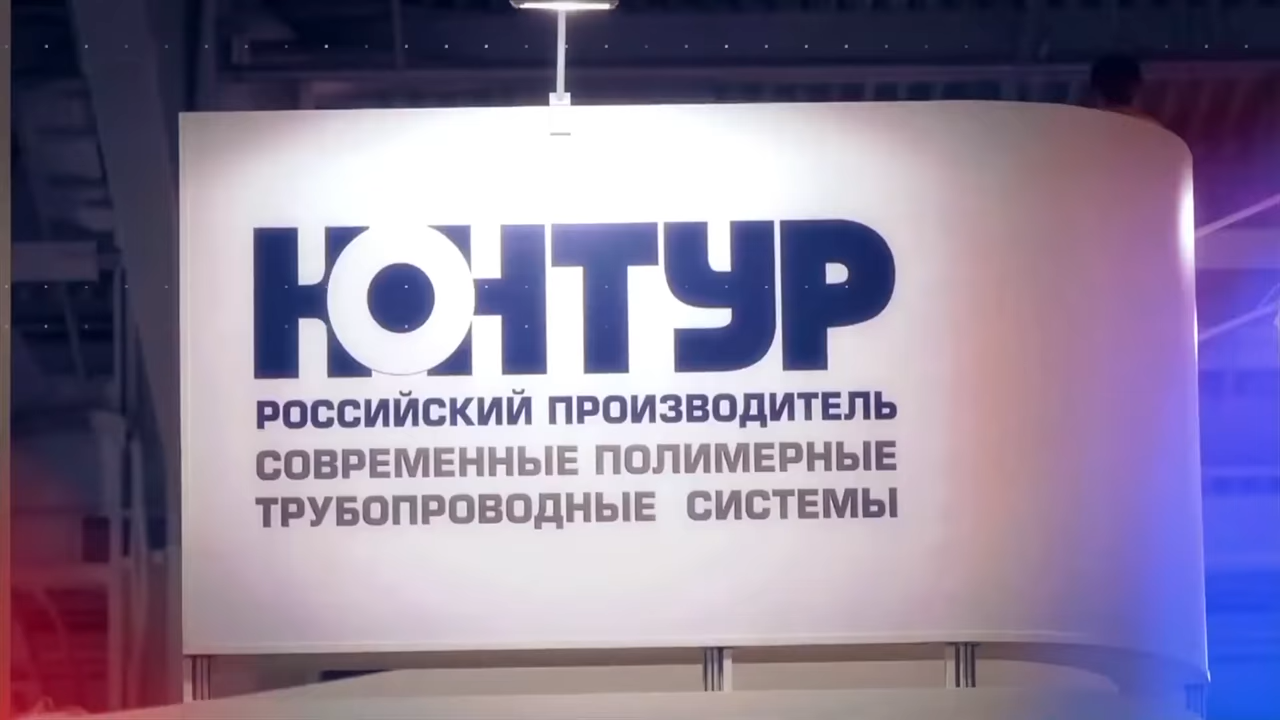 КОНТУР
РОССИЙСКИЙ ПРОИЗВОДИТЕЛЬ
СОВРЕМЕННЫЕ ПОЛИМЕРНЫЕ
ТРУБОПРОВОДНЫЕ СИСТЕМЫ